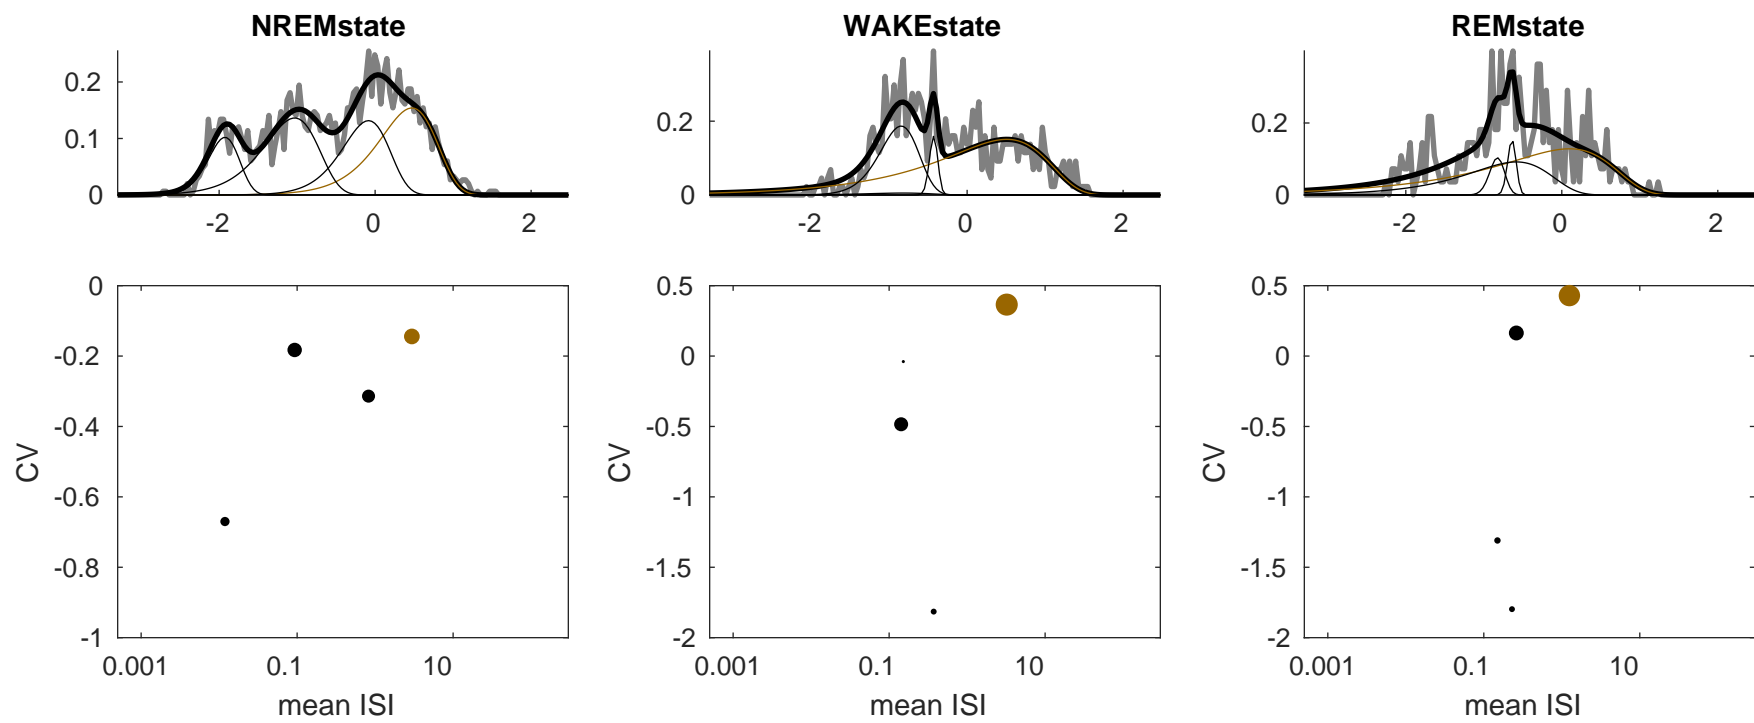 NREMstate WAKEstate REMstate
0.2 0.2 0.2
0.1
0 0 0
-2 0 2 -2 0 2 -2 0 2
0 0.5 0.5
-0.2 0 0
-0.4 -0.5 -0.5
-0.6 -1 -1
-0.8 -1.5 -1.5
-1 -2 -2
CV CV CV
0.001 0.1 10 0.001 0.1 10 0.001 0.1 10
mean ISI mean ISI mean ISI